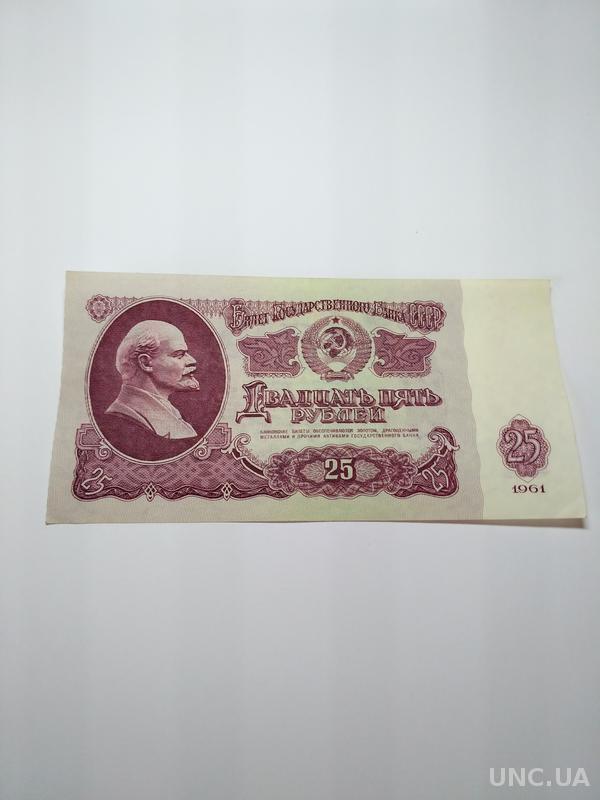 Билет Государственного Банка СССР
Двадцать пять
рублей
БАНКОВСКИЕ БИЛЕТЫ ОБЕСПЕЧИВАЮТСЯ ЗОЛОТОМ, ДРАГОЦЕННЫМИ
МЕТАЛЛАМИ И ПРОЧИМИ АКТИВАМИ ГОСУДАРСТВЕННОГО БАНКА
25
25
25
25
1961
UNC.UA